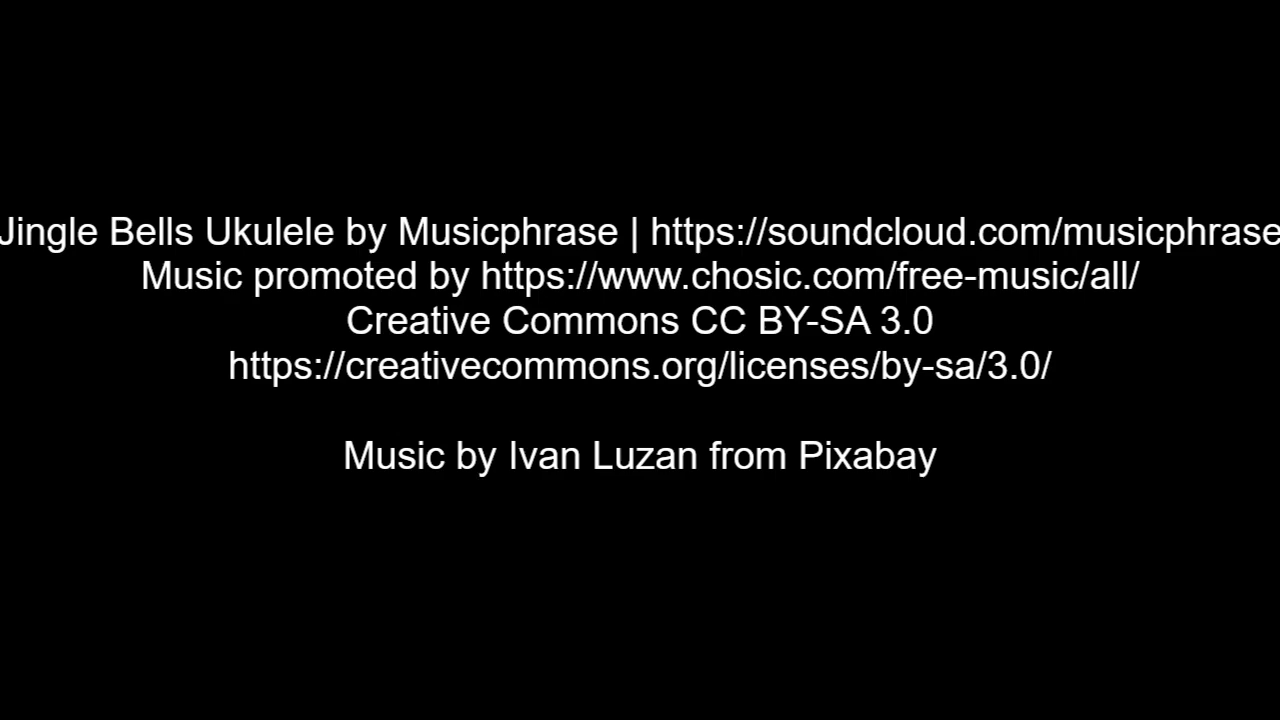 Jingle Bells Ukulele by Musicphrase | https://soundcloud.com/musicphrase
Music promoted by https://www.chosic.com/free-music/all/
Creative Commons CC BY-SA 3.0
https://creativecommons.org/licenses/by-sa/3.0/
Music by Ivan Luzan from Pixabay